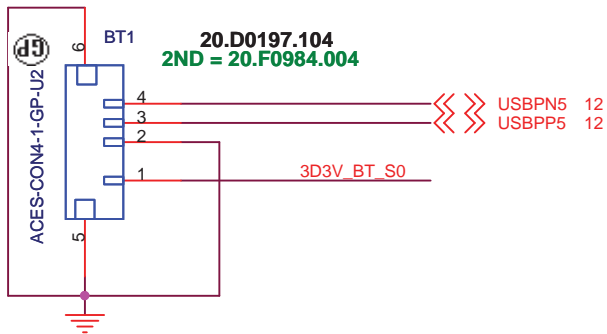 BT1
20.D0197.104
2ND = 20.F0984.004
GP
ACES-CON4-1-GP-U2
6
4
3
2
1
5
USBPN5 12
USBPP5 12
3D3V_BT_S0